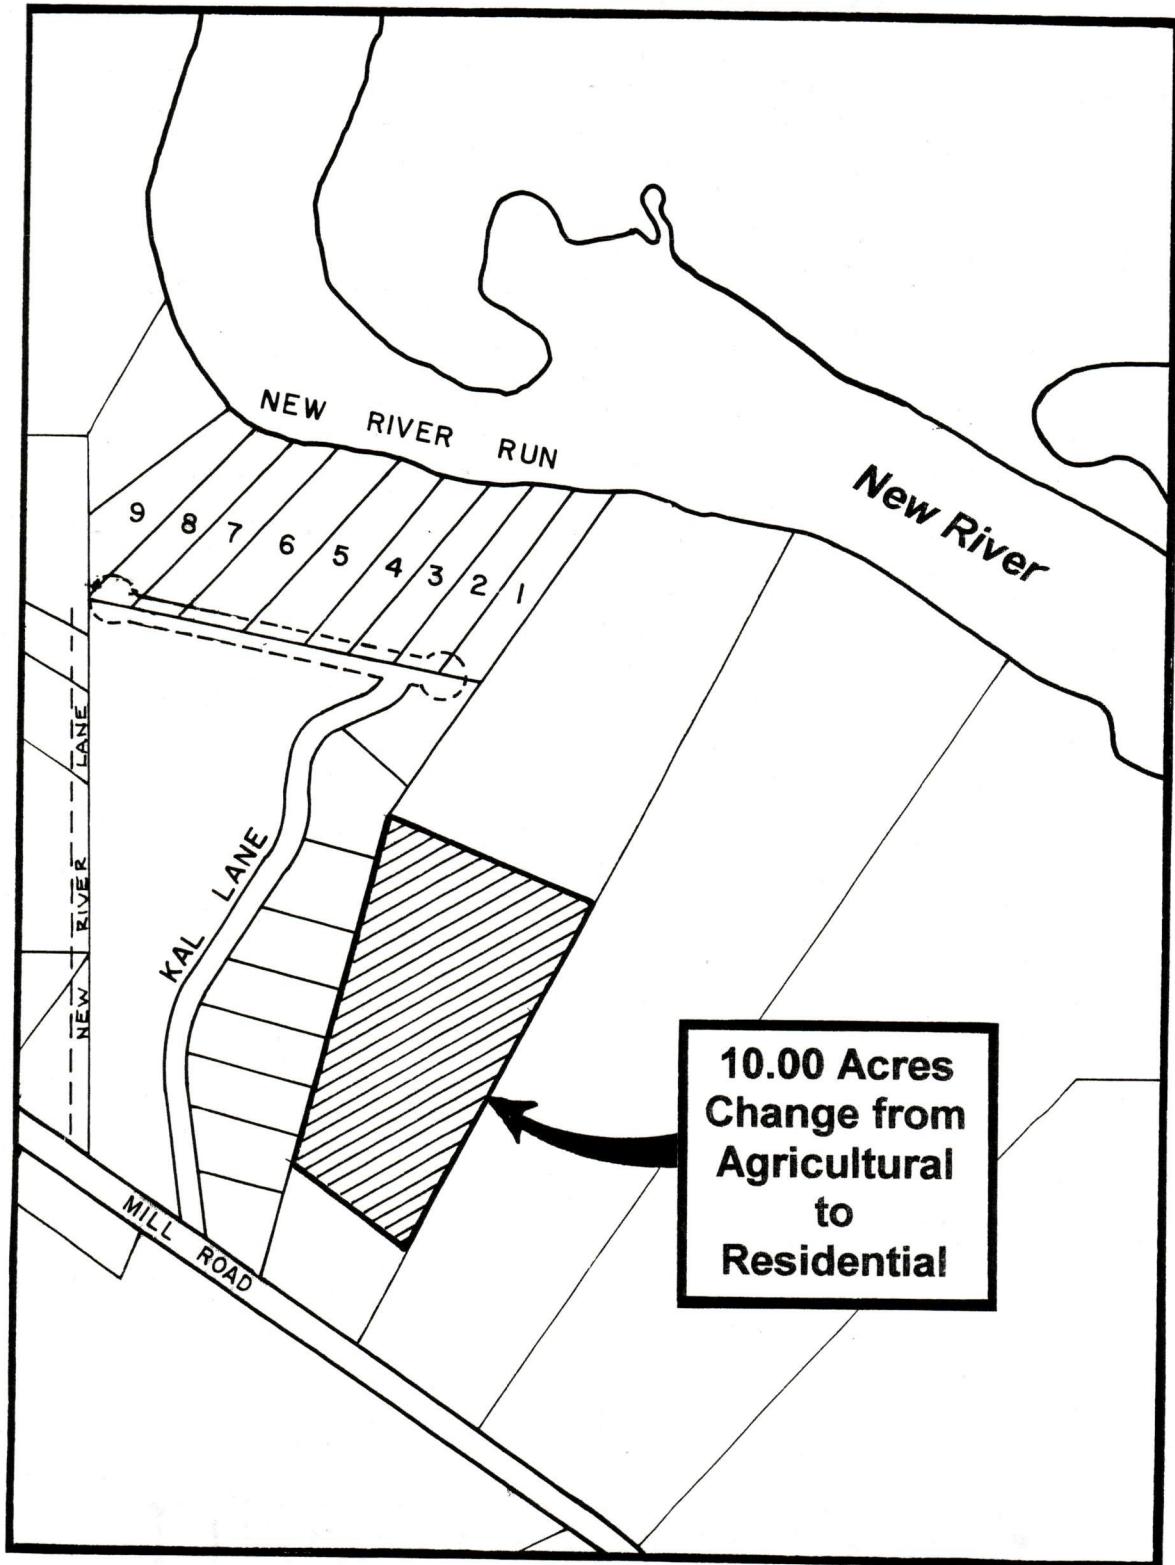 NEW RIVER RUN
New River
9 8 7 6 5 4 3 2 1
NEW RIVER LANE
KAL LANE
10.00 Acres
Change from
Agricultural
to
Residential
MILL ROAD